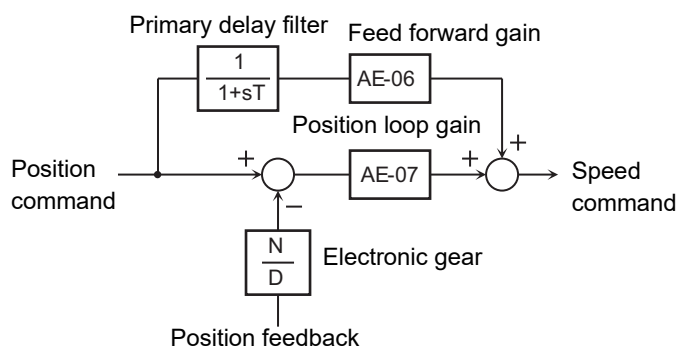 Primary delay filter
Feed forward gain
1
1+sT
AE-06
Position loop gain
+
Position
command
+
AE-07
+
Speed
command
−
N
D
Electronic gear
Position feedback